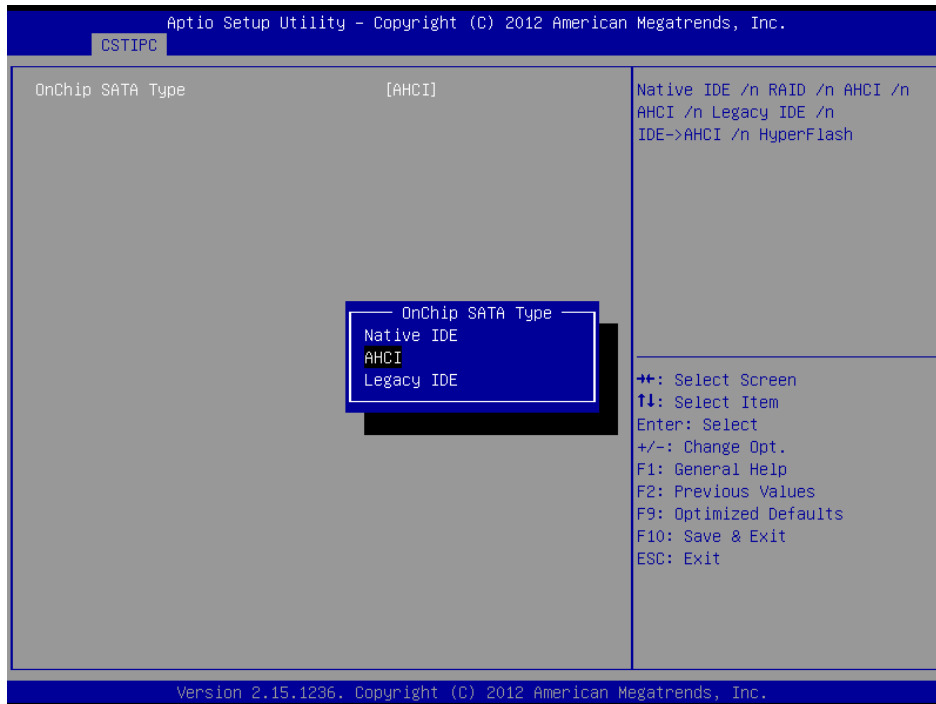 Aptio Setup Utility – Copyright (C) 2012 American Megatrends, Inc.
CSTIPC
OnChip SATA Type [AHCI]
Native IDE /n RAID /n AHCI /n
AHCI /n Legacy IDE /n
IDE->AHCI /n HyperFlash
OnChip SATA Type
Native IDE
AHCI
Legacy IDE
→←: Select Screen
↑↓: Select Item
Enter: Select
+/-: Change Opt.
F1: General Help
F2: Previous Values
F9: Optimized Defaults
F10: Save & Exit
ESC: Exit
Version 2.15.1236. Copyright (C) 2012 American Megatrends, Inc.